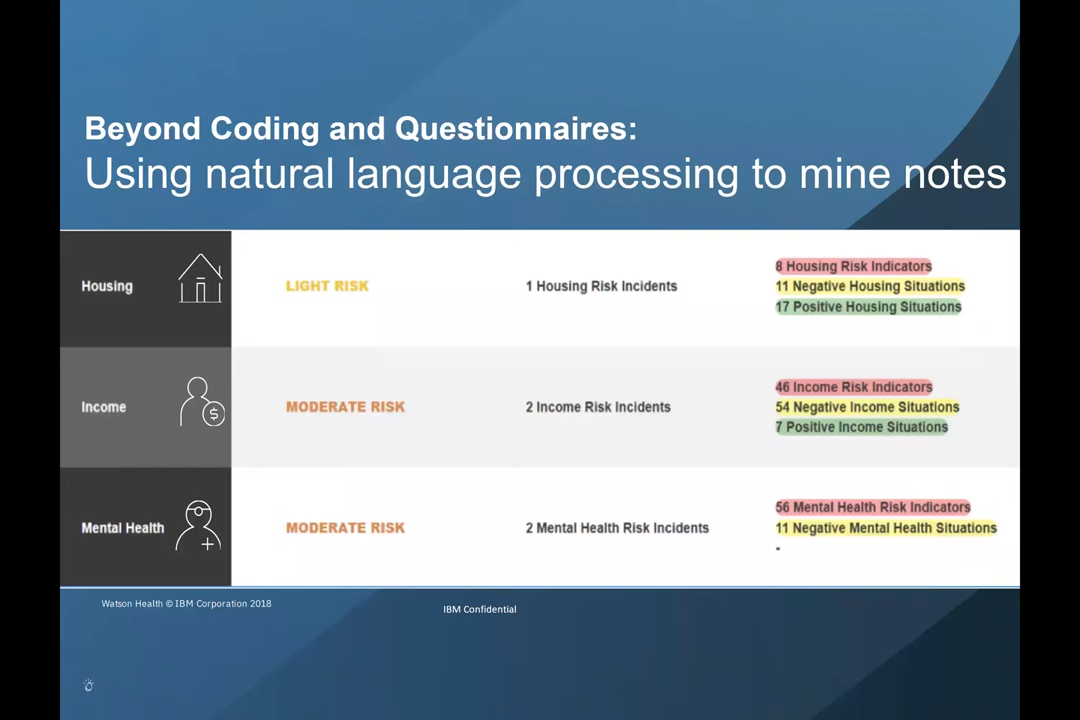 Beyond Coding and Questionnaires:
Using natural language processing to mine notes
Housing
LIGHT RISK
1 Housing Risk Incidents
8 Housing Risk Indicators
11 Negative Housing Situations
17 Positive Housing Situations
Income
$
MODERATE RISK
2 Income Risk Incidents
46 Income Risk Indicators
54 Negative Income Situations
7 Positive Income Situations
Mental Health
MODERATE RISK
2 Mental Health Risk Incidents
56 Mental Health Risk Indicators
11 Negative Mental Health Situations
-
Watson Health © IBM Corporation 2018
IBM Confidential